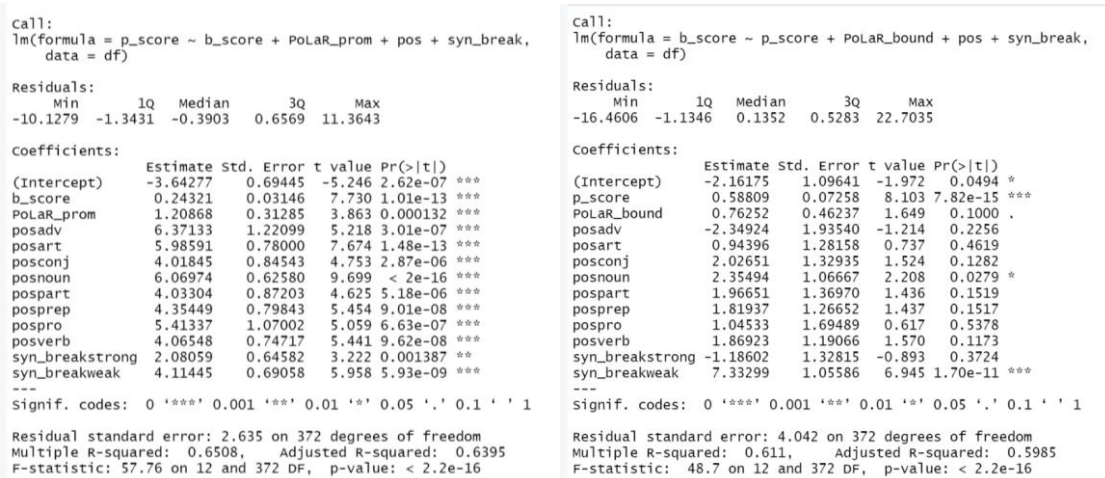 Call:
lm(formula = p_score ~ b_score + PoLaR_prom + pos + syn_break,
    data = df)
Residuals:
     Min       1Q   Median       3Q      Max
-10.1279  -1.3431  -0.3903   0.6569  11.3643
Coefficients:
                Estimate Std. Error t value Pr(>|t|)
(Intercept)     -3.64277    0.69445  -5.246 2.62e-07 ***
b_score          0.24321    0.03146   7.730 1.01e-13 ***
PoLaR_prom       1.20868    0.31285   3.863 0.000132 ***
posadv           6.37133    1.22099   5.218 3.01e-07 ***
posart           5.98591    0.78000   7.674 1.48e-13 ***
posconj          4.01845    0.84543   4.753 2.87e-06 ***
posnoun          6.06974    0.62580   9.699  < 2e-16 ***
pospart          4.03304    0.87203   4.625 5.18e-06 ***
posprep          4.35449    0.79843   5.454 9.01e-08 ***
pospro           5.41337    1.07002   5.059 6.63e-07 ***
posverb          4.06548    0.74717   5.441 9.62e-08 ***
syn_breakstrong  2.08059    0.64582   3.222 0.001387 **
syn_breakweak    4.11445    0.69058   5.958 5.93e-09 ***
---
Signif. codes:  0 ‘***’ 0.001 ‘**’ 0.01 ‘*’ 0.05 ‘.’ 0.1 ‘ ’ 1
Residual standard error: 2.635 on 372 degrees of freedom
Multiple R-squared:  0.6508,	Adjusted R-squared:  0.6395
F-statistic: 57.76 on 12 and 372 DF,  p-value: < 2.2e-16
Call:
lm(formula = b_score ~ p_score + PoLaR_bound + pos + syn_break,
    data = df)
Residuals:
     Min       1Q   Median       3Q      Max
-16.4606  -1.1346   0.1352   0.5283  22.7035
Coefficients:
                Estimate Std. Error t value Pr(>|t|)
(Intercept)     -2.16175    1.09641  -1.972   0.0494 *
p_score          0.58809    0.07258   8.103 7.82e-15 ***
PoLaR_bound      0.76252    0.46237   1.649   0.1000 .
posadv          -2.34924    1.93540  -1.214   0.2256
posart           0.94396    1.28158   0.737   0.4619
posconj          2.02651    1.32935   1.524   0.1282
posnoun          2.35494    1.06667   2.208   0.0279 *
pospart          1.96651    1.36970   1.436   0.1519
posprep          1.81937    1.26652   1.437   0.1517
pospro           1.04533    1.69489   0.617   0.5378
posverb          1.86923    1.19066   1.570   0.1173
syn_breakstrong -1.18602    1.32815  -0.893   0.3724
syn_breakweak    7.33299    1.05586   6.945 1.70e-11 ***
---
Signif. codes:  0 ‘***’ 0.001 ‘**’ 0.01 ‘*’ 0.05 ‘.’ 0.1 ‘ ’ 1
Residual standard error: 4.042 on 372 degrees of freedom
Multiple R-squared:  0.611,	Adjusted R-squared:  0.5985
F-statistic:  48.7 on 12 and 372 DF,  p-value: < 2.2e-16